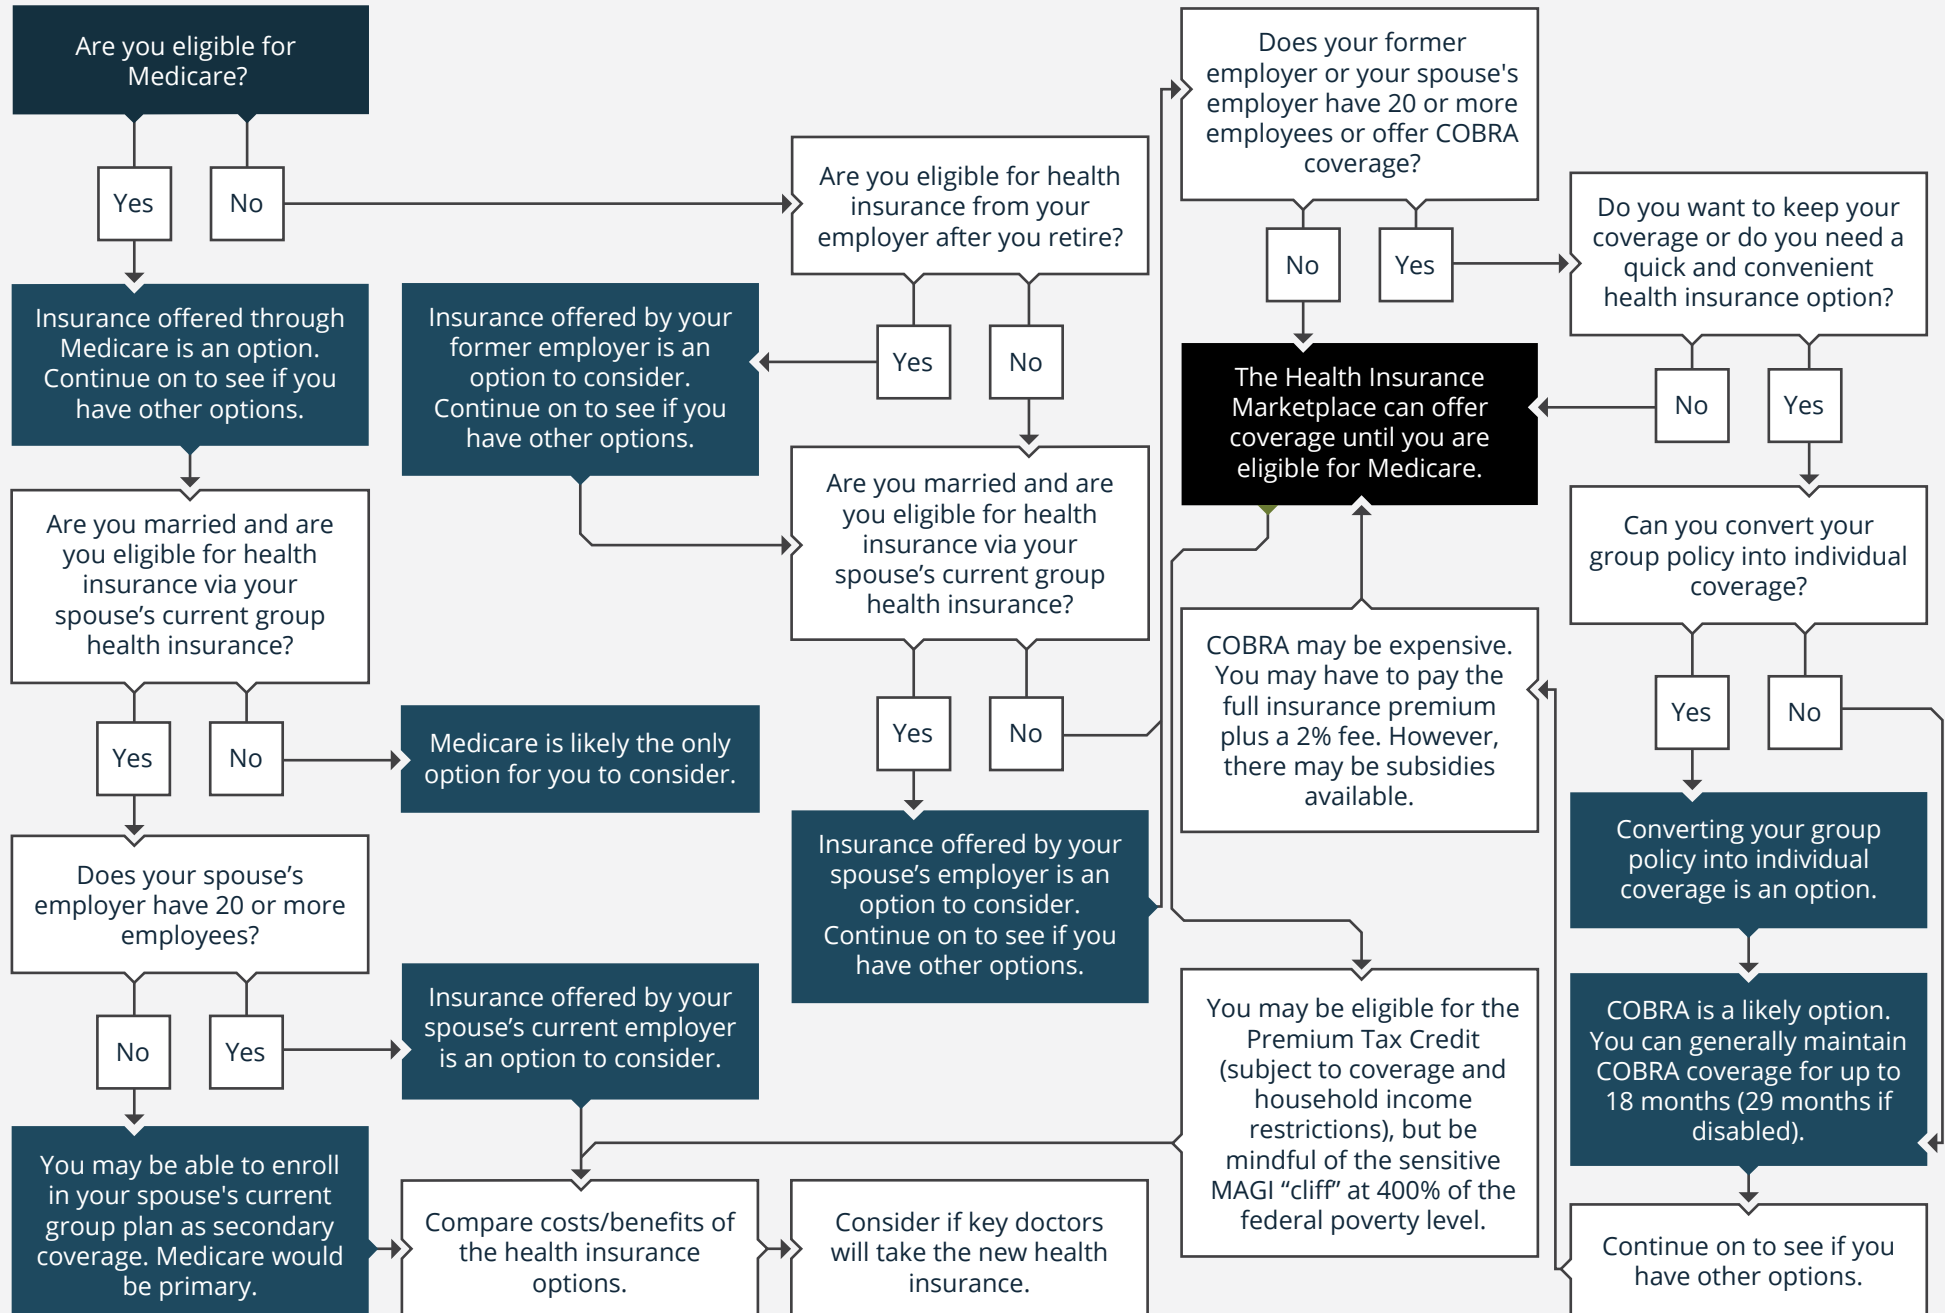 Are you eligible for
Medicare?
Yes
No
Insurance offered through
Medicare is an option.
Continue on to see if you
have other options.
Are you married and are
you eligible for health
insurance via your
spouse’s current group
health insurance?
Yes
No
Medicare is likely the only
option for you to consider.
Does your spouse’s
employer have 20 or more
employees?
No
Yes
Insurance offered by your
spouse’s current employer
is an option to consider.
You may be able to enroll
in your spouse's current
group plan as secondary
coverage. Medicare would
be primary.
Compare costs/benefits of
the health insurance
options.
Consider if key doctors
will take the new health
insurance.
Are you eligible for health
insurance from your
employer after you retire?
Yes
No
Insurance offered by your
former employer is an
option to consider.
Continue on to see if you
have other options.
Are you married and are
you eligible for health
insurance via your
spouse’s current group
health insurance?
Yes
No
Insurance offered by your
spouse’s employer is an
option to consider.
Continue on to see if you
have other options.
Does your former
employer or your spouse's
employer have 20 or more
employees or offer COBRA
coverage?
No
Yes
The Health Insurance
Marketplace can offer
coverage until you are
eligible for Medicare.
COBRA may be expensive.
You may have to pay the
full insurance premium
plus a 2% fee. However,
there may be subsidies
available.
You may be eligible for the
Premium Tax Credit
(subject to coverage and
household income
restrictions), but be
mindful of the sensitive
MAGI “cliff” at 400% of the
federal poverty level.
Do you want to keep your
coverage or do you need a
quick and convenient
health insurance option?
No
Yes
Can you convert your
group policy into individual
coverage?
Yes
No
Converting your group
policy into individual
coverage is an option.
COBRA is a likely option.
You can generally maintain
COBRA coverage for up to
18 months (29 months if
disabled).
Continue on to see if you
have other options.